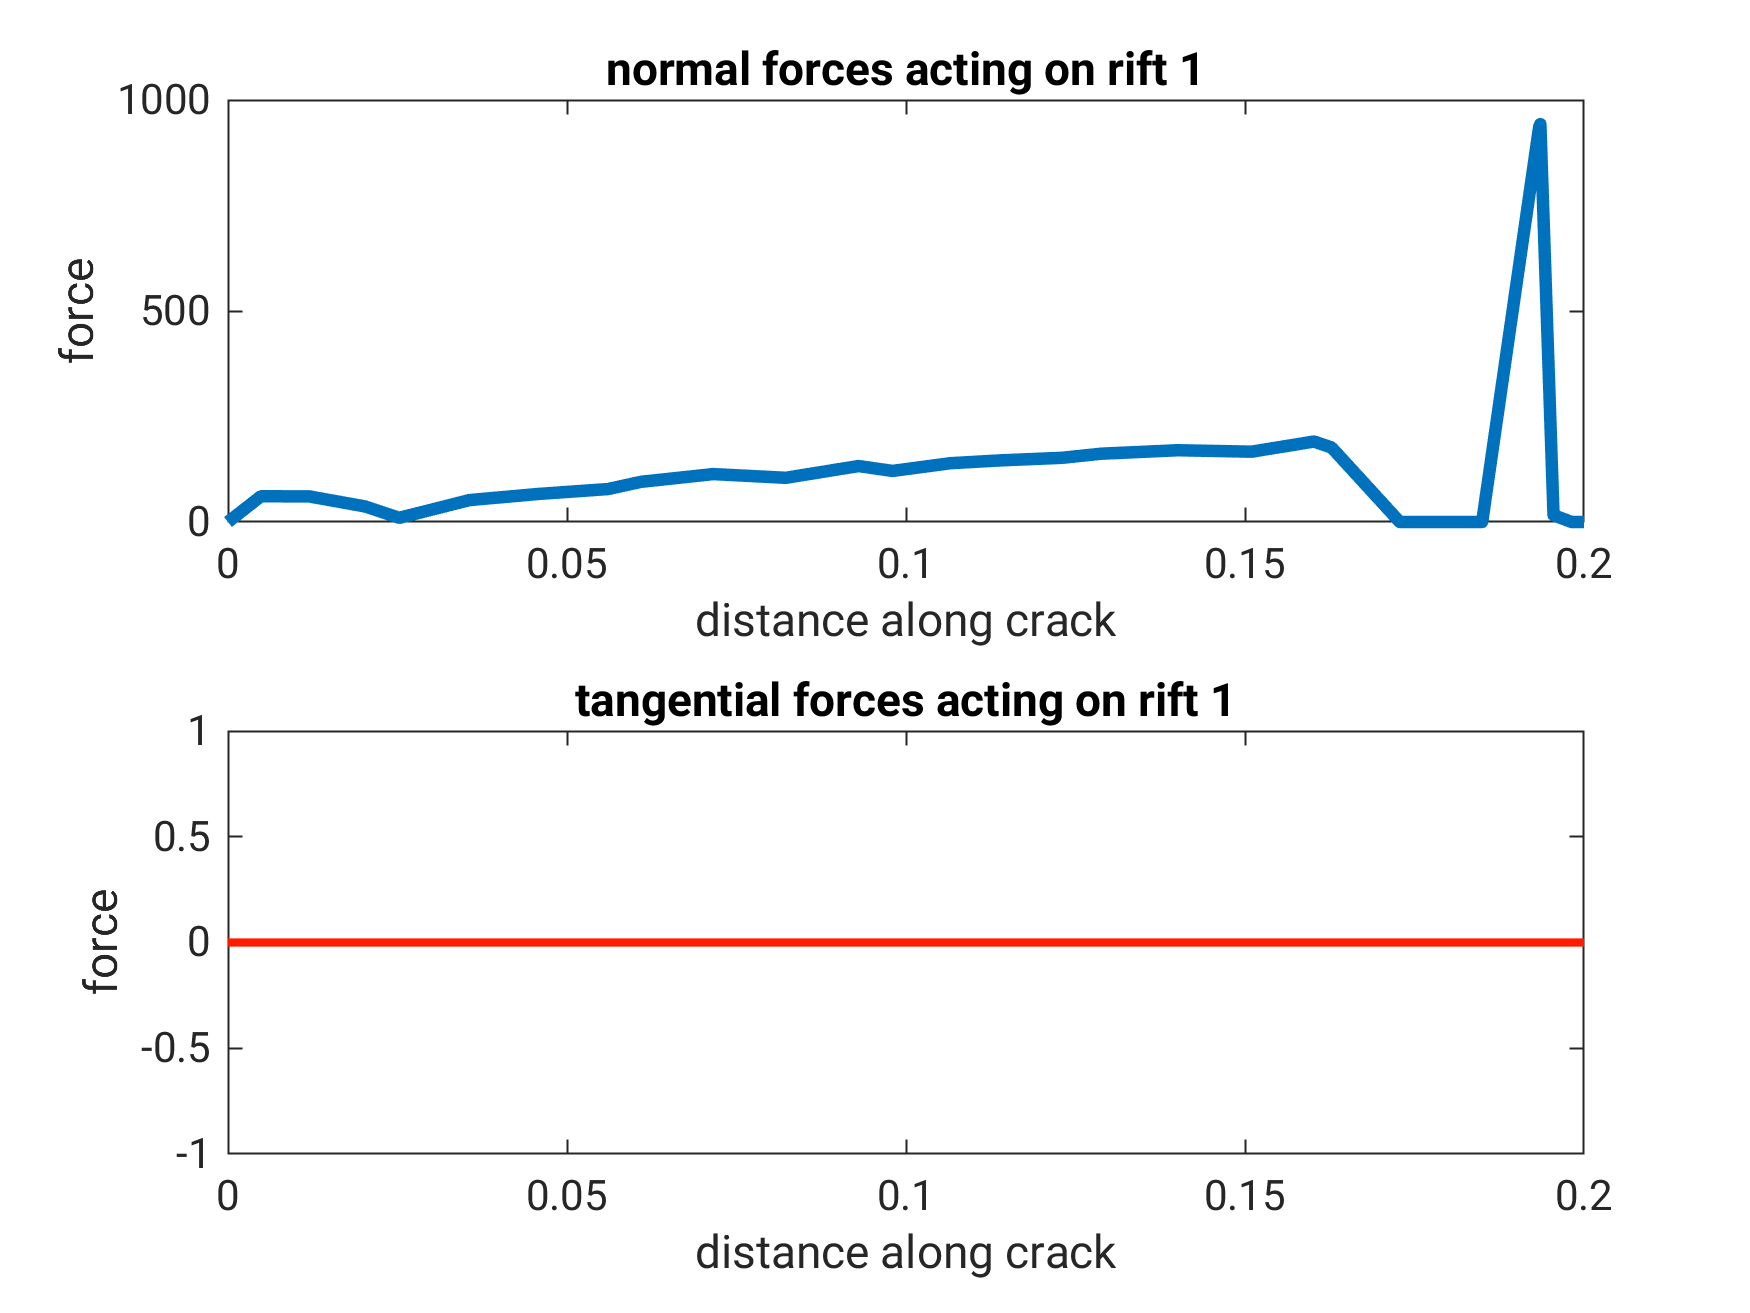 normal forces acting on rift 1
1000
500
0
force
0 0.05 0.1 0.15 0.2
distance along crack
tangential forces acting on rift 1
1
0.5
0
-0.5
-1
force
0 0.05 0.1 0.15 0.2
distance along crack